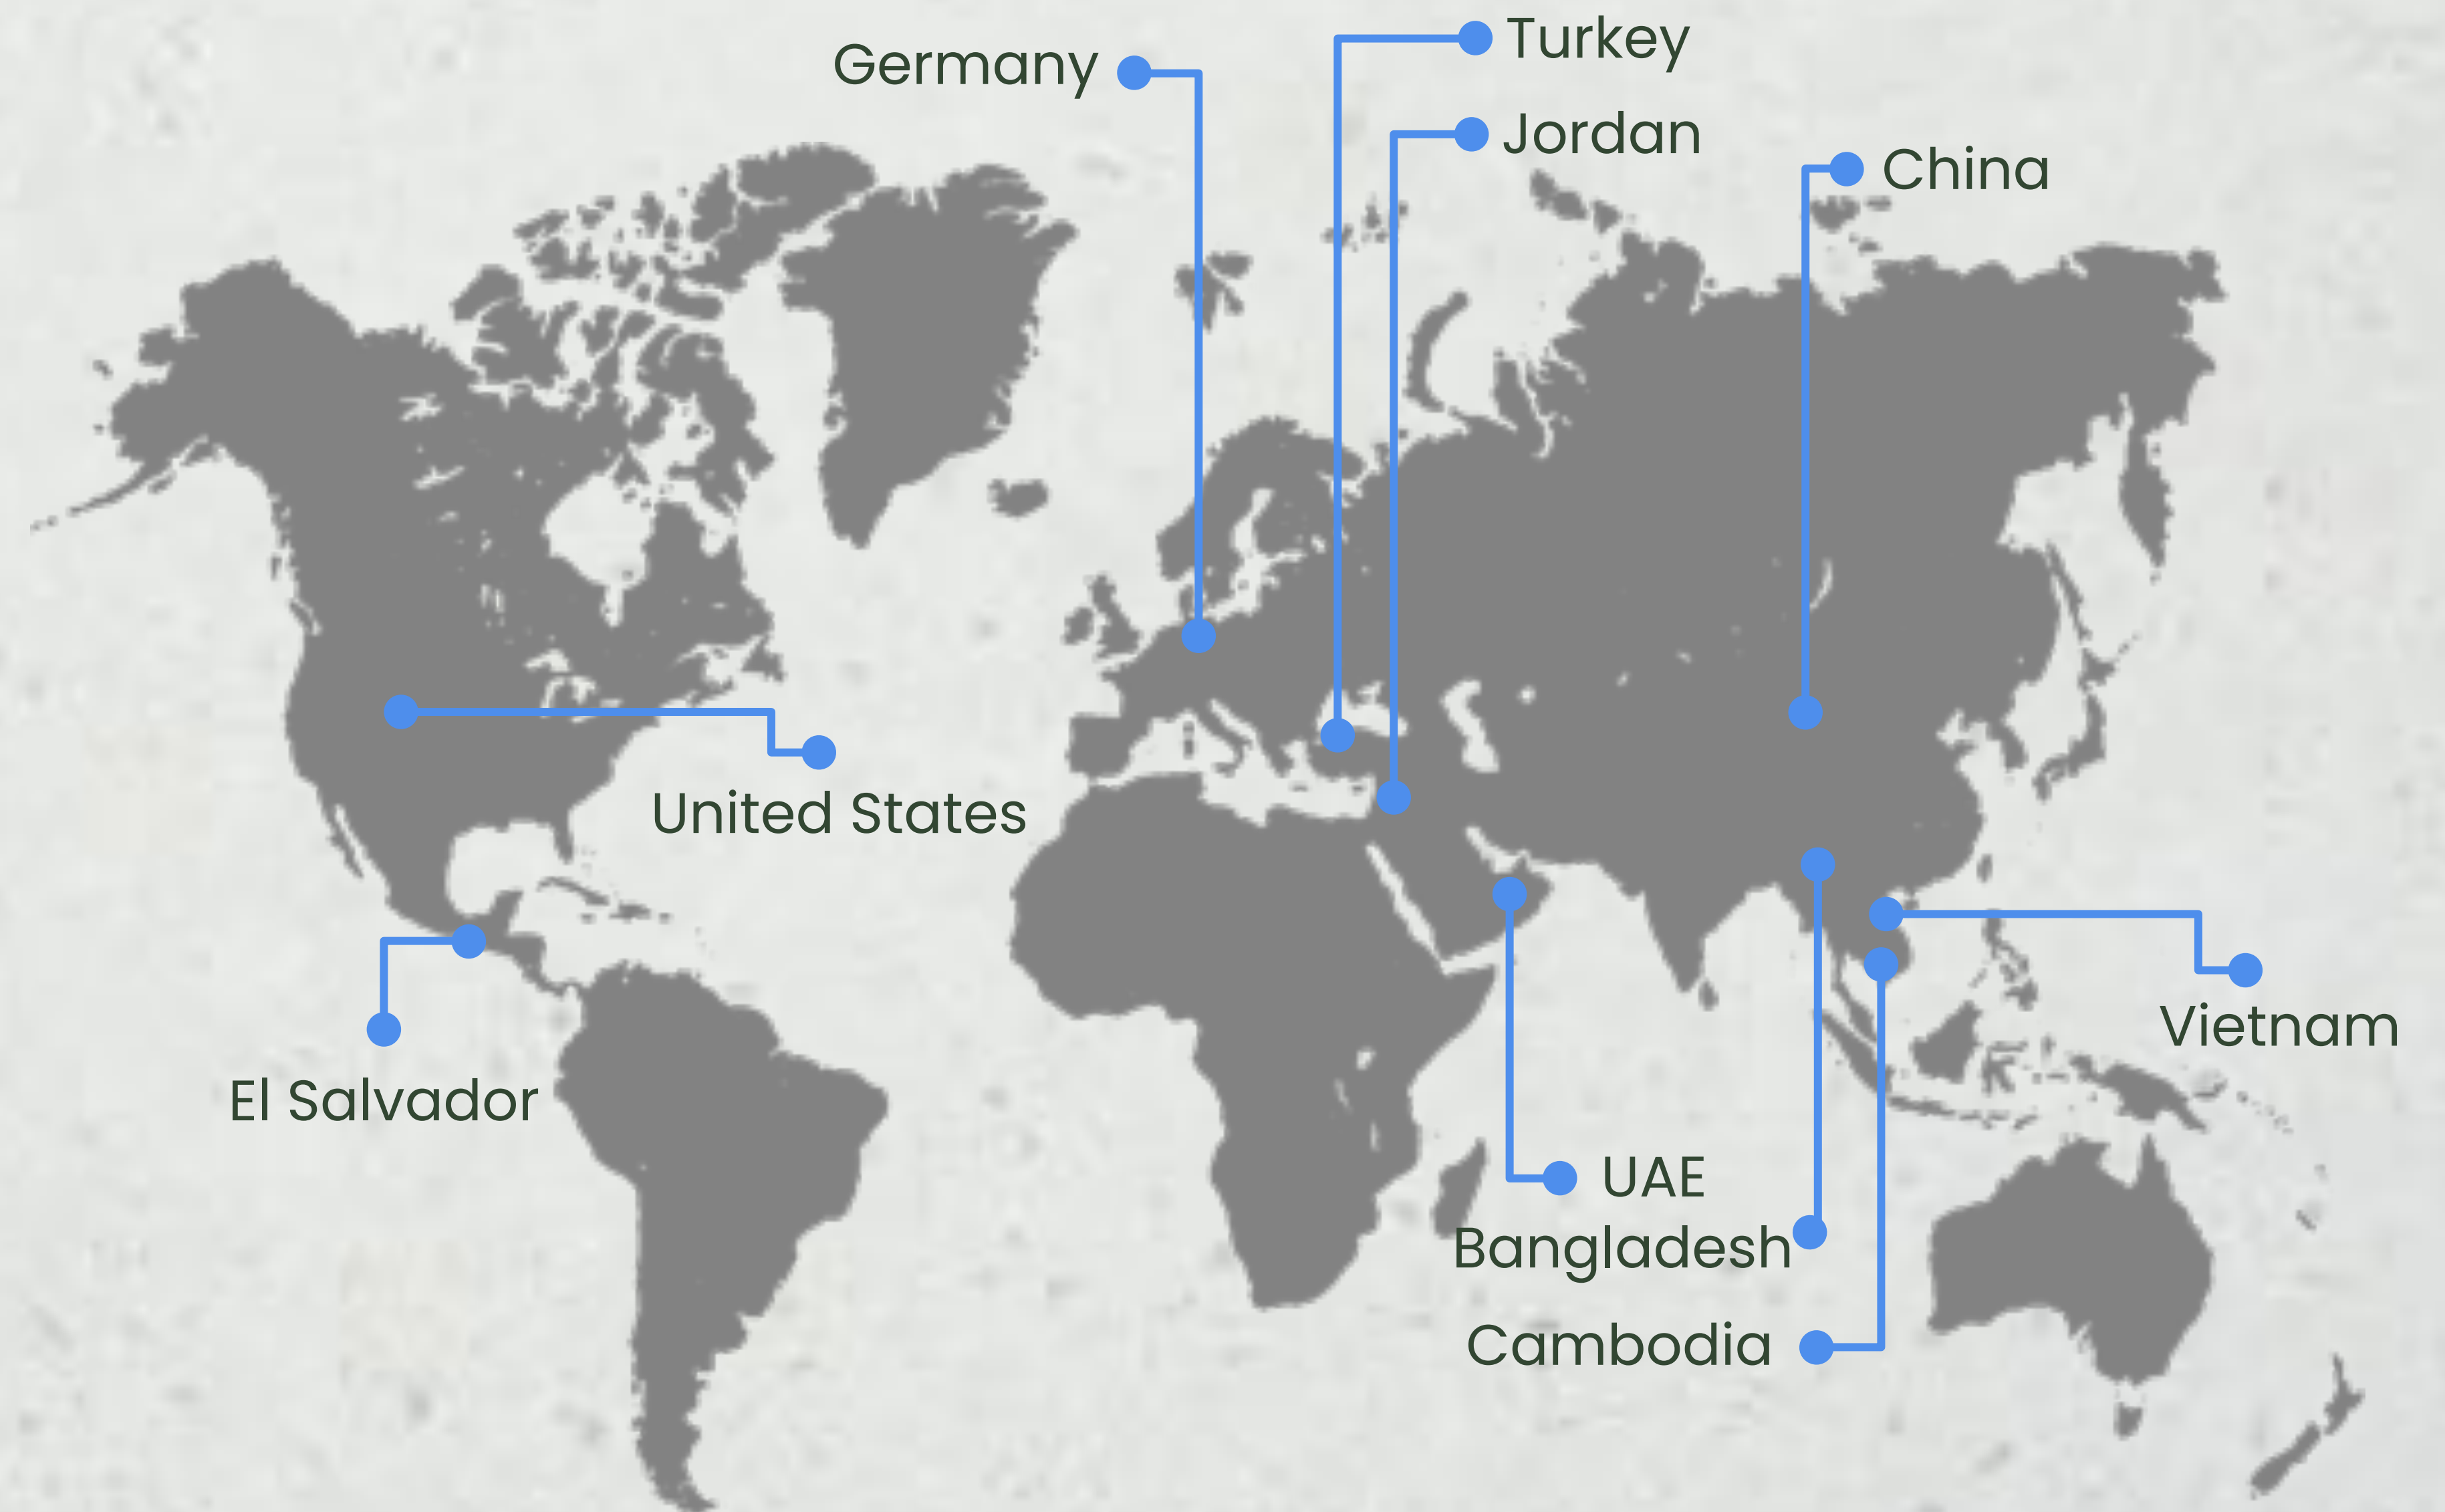 Turkey
Germany
Jordan
China
United States
Vietnam
El Salvador
UAE
Bangladesh
Cambodia